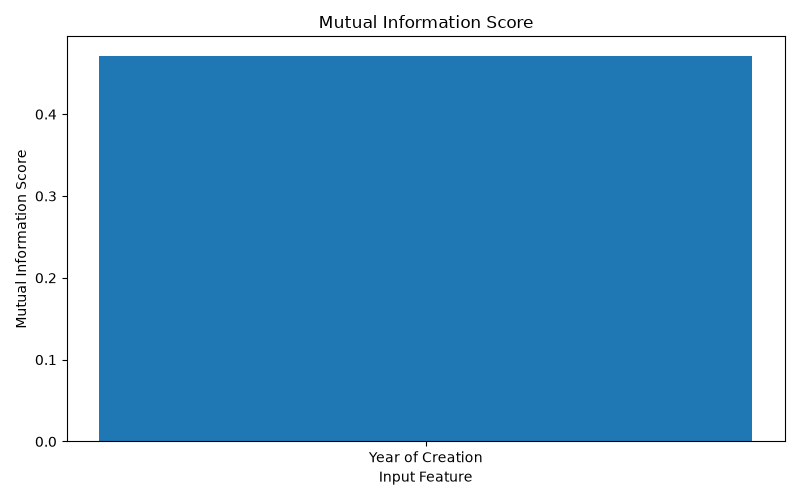 Mutual Information Score
Mutual Information Score
0.4
0.3
0.2
0.1
0.0
Year of Creation
Input Feature